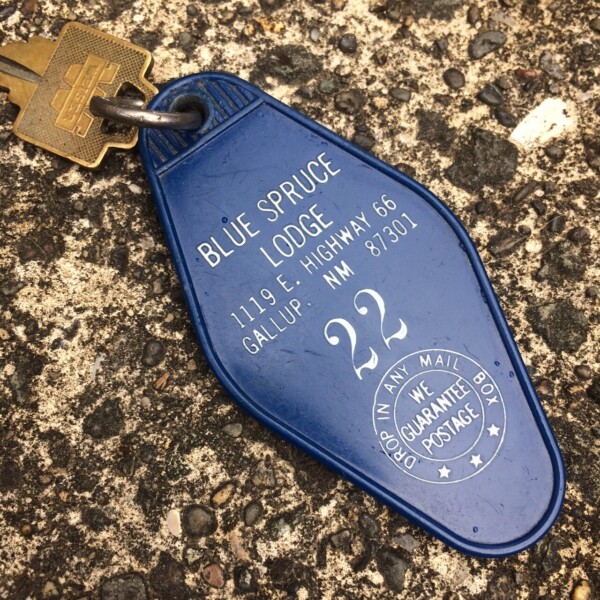 BLUE SPRUCE
LODGE
1119 E. HIGHWAY 66
GALLUP, NM 87301
22
DROP IN ANY MAIL BOX
WE
GUARANTEE
POSTAGE